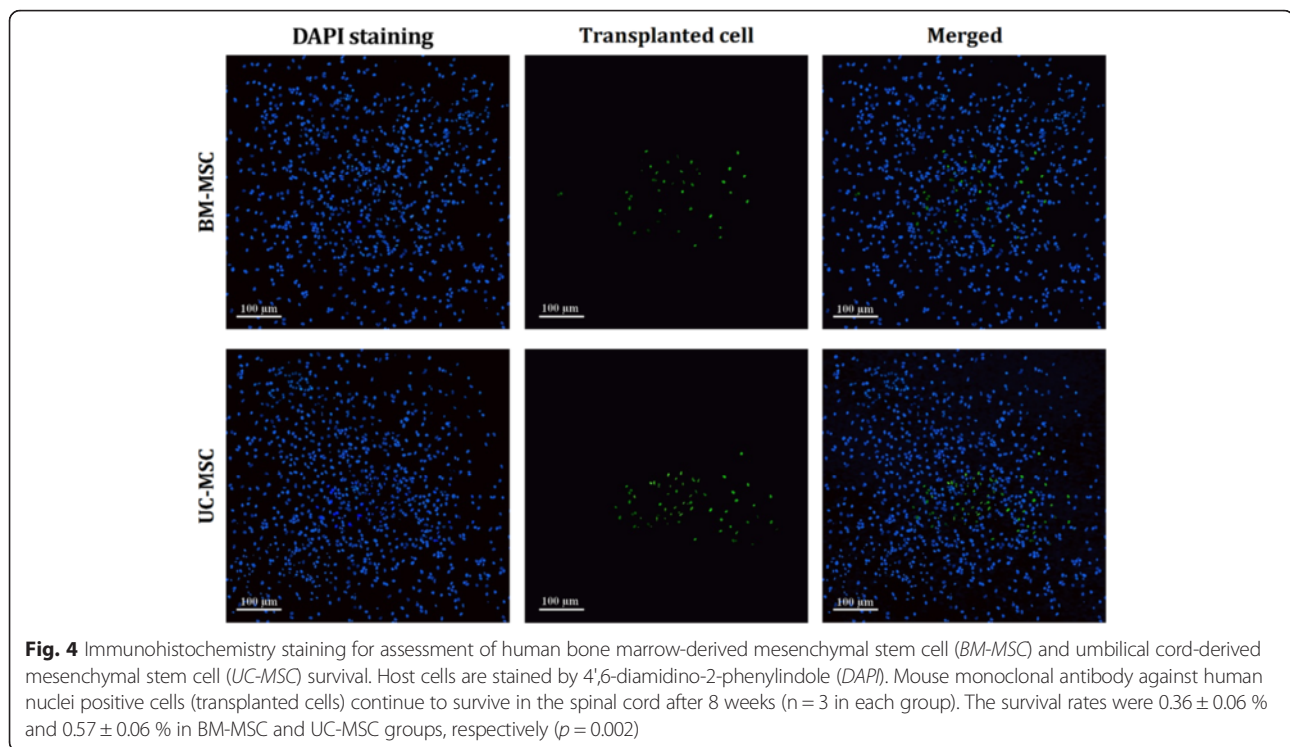 DAPI staining Transplanted cell Merged
BM-MSC
100 µm 100 µm 100 µm
UC-MSC
100 µm 100 µm 100 µm
Fig. 4 Immunohistochemistry staining for assessment of human bone marrow-derived mesenchymal stem cell (BM-MSC) and umbilical cord-derived
mesenchymal stem cell (UC-MSC) survival. Host cells are stained by 4',6-diamidino-2-phenylindole (DAPI). Mouse monoclonal antibody against human
nuclei positive cells (transplanted cells) continue to survive in the spinal cord after 8 weeks (n = 3 in each group). The survival rates were 0.36 ± 0.06 %
and 0.57 ± 0.06 % in BM-MSC and UC-MSC groups, respectively (p = 0.002)